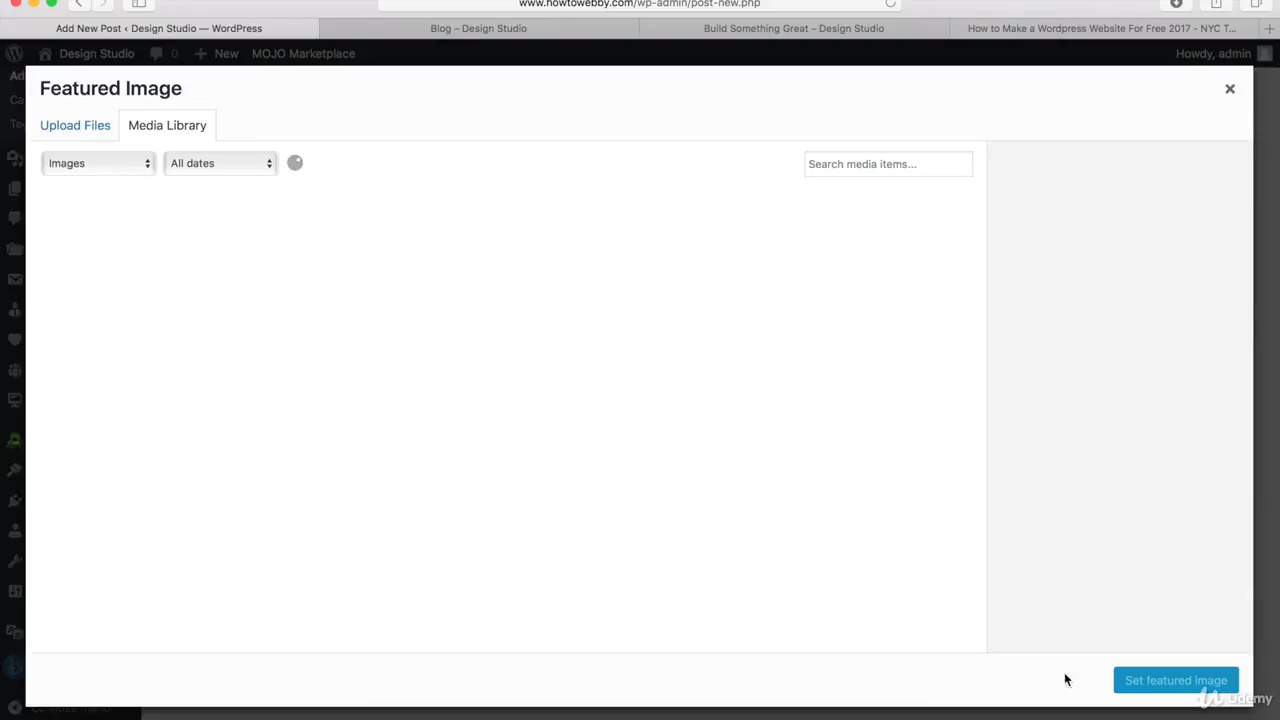 www.howtowebby.com/wp-admin/post-new.php
Add New Post ‹ Design Studio — WordPress
Blog – Design Studio
Build Something Great – Design Studio
How to Make a Wordpress Website For Free 2017 - NYC T...
Design Studio
0
New
MOJO Marketplace
Howdy, admin
Featured Image
Upload Files
Media Library
Images
All dates
Search media items...
Set featured image
Udemy